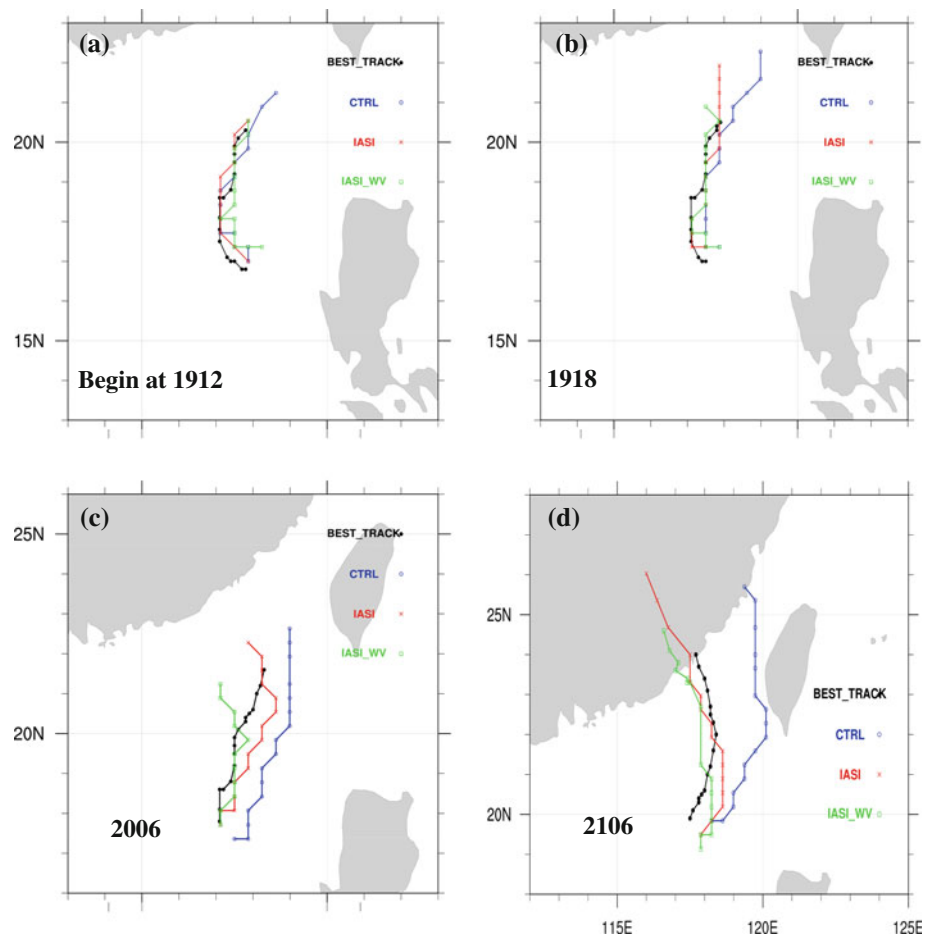 (a)
BEST_TRACK
CTRL
IASI
IASI_WV
20N
15N
Begin at 1912
(b)
BEST_TRACK
CTRL
IASI
IASI_WV
20N
15N
1918
(c)
25N
BEST_TRACK
CTRL
IASI
IASI_WV
20N
2006
(d)
25N
BEST_TRACK
CTRL
IASI
IASI_WV
20N
2106
115E
120E
125E